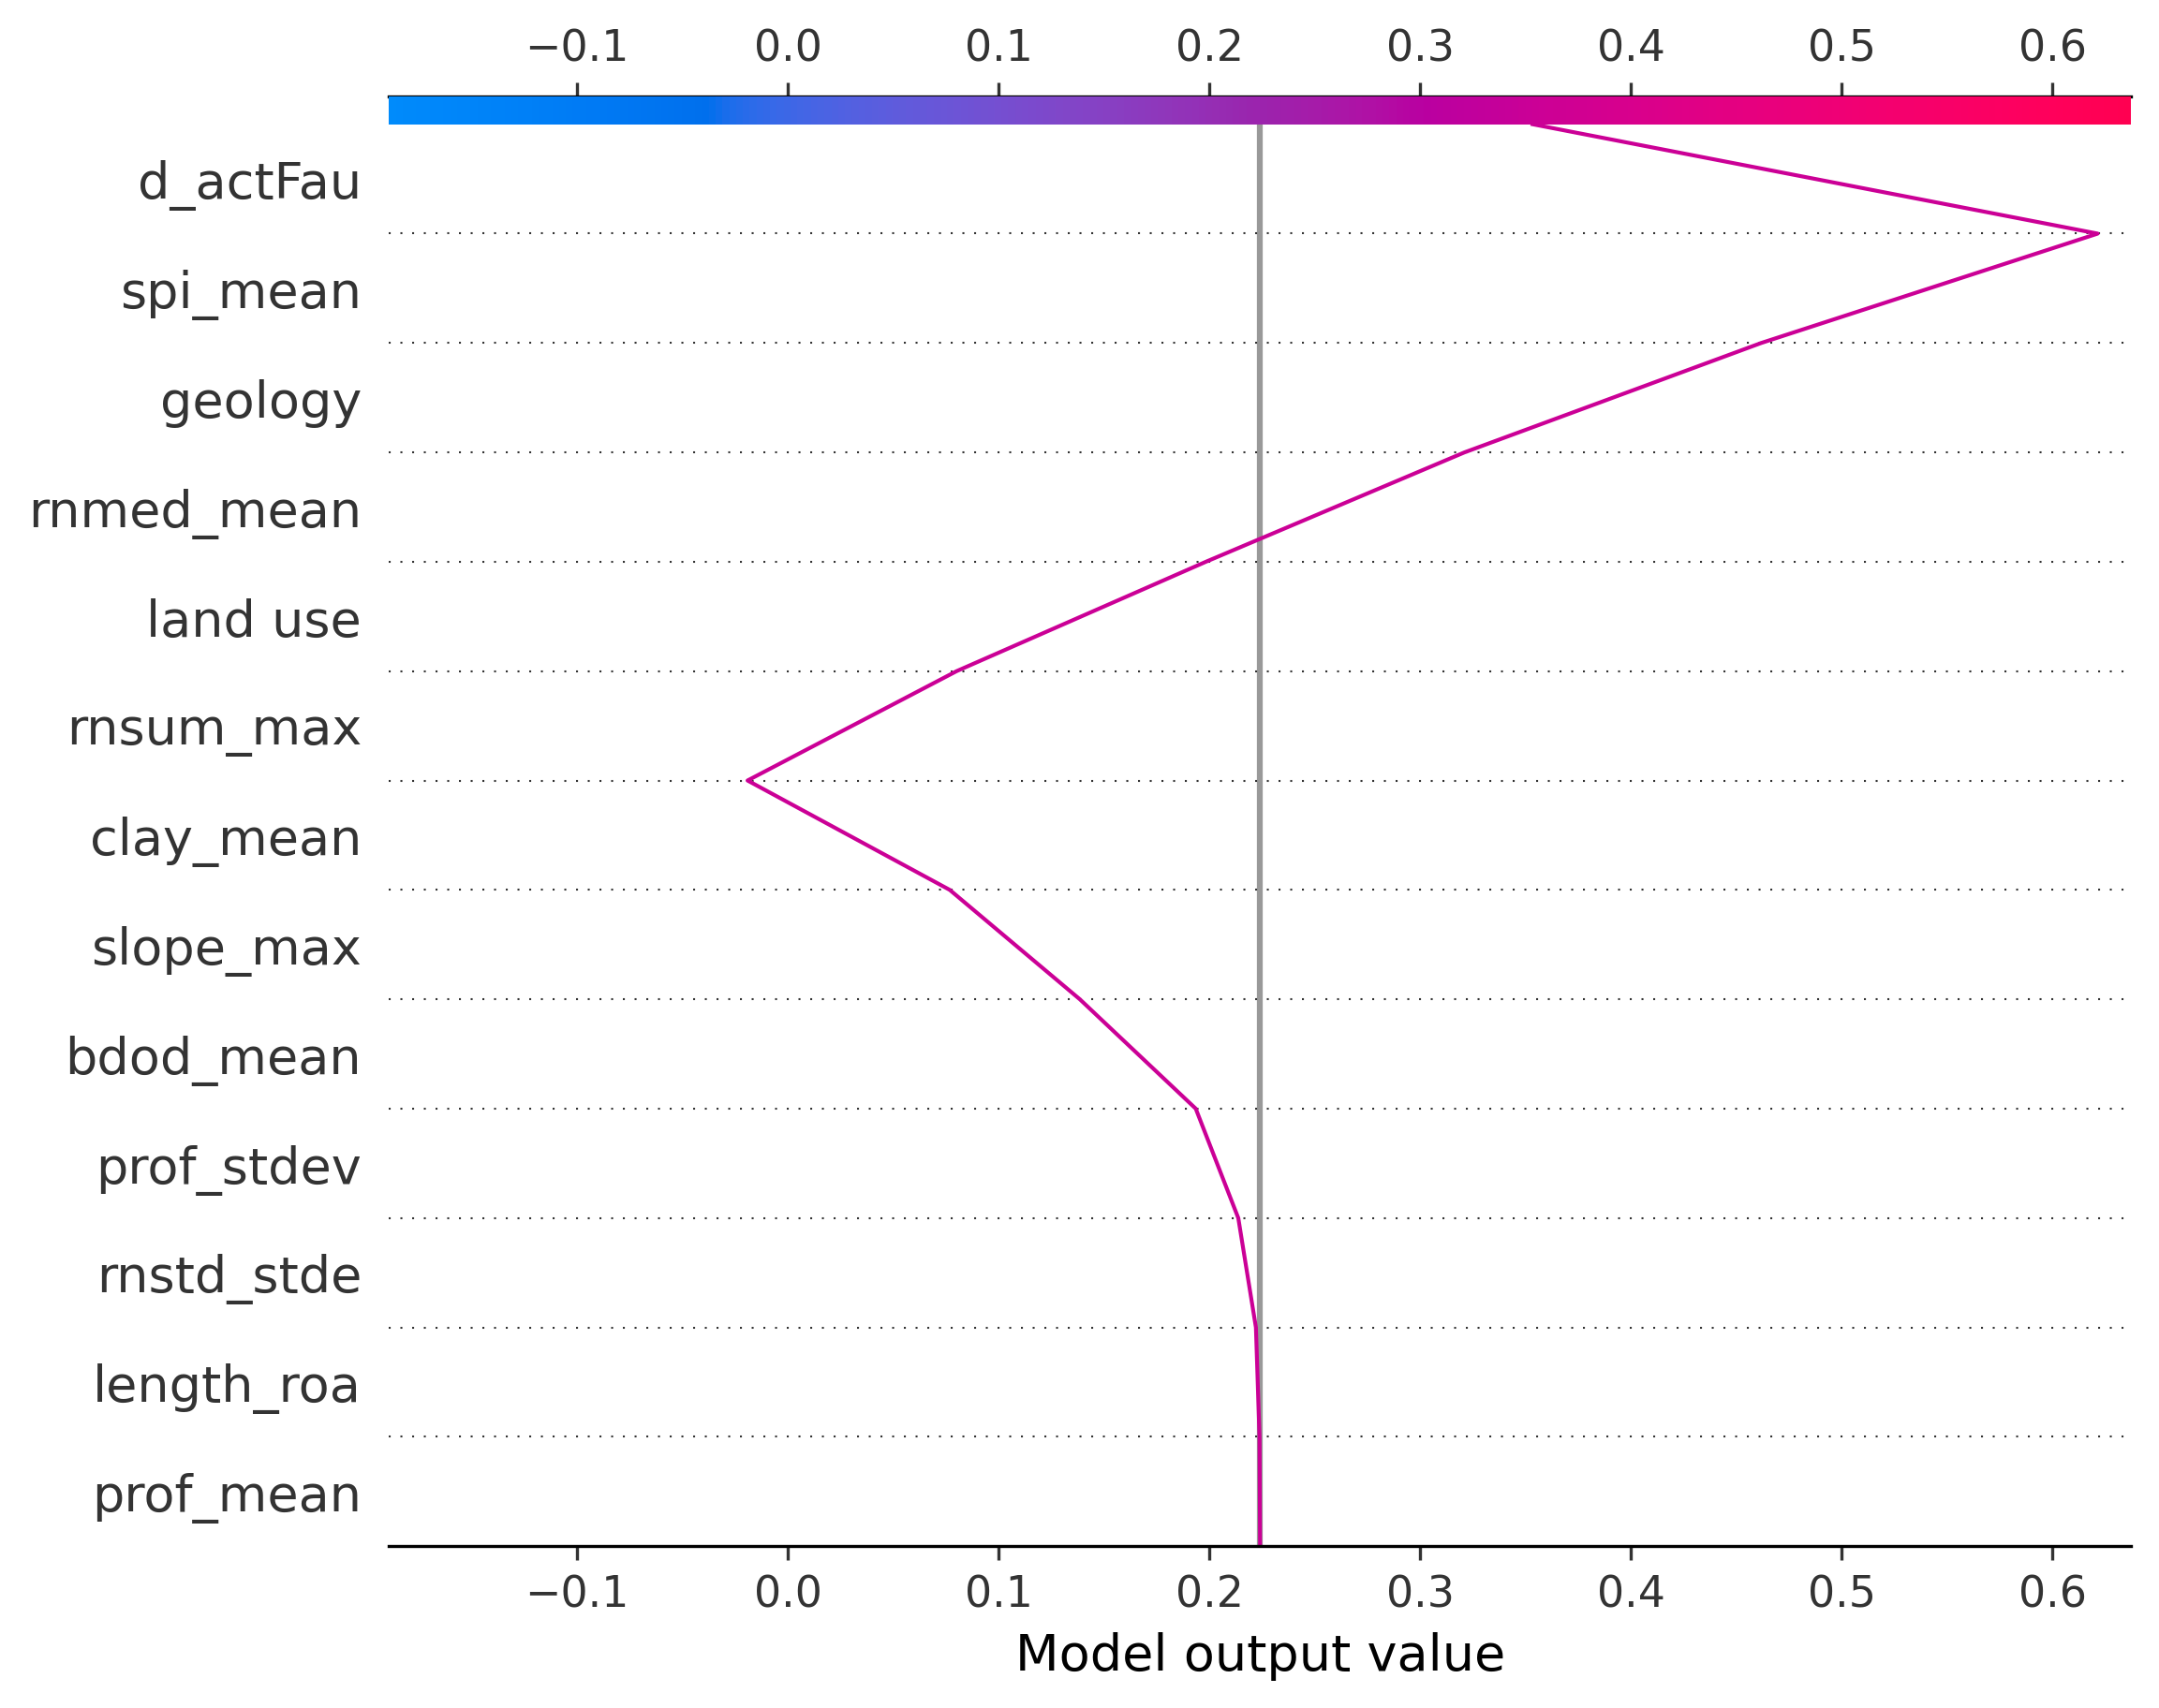 −0.1 0.0 0.1 0.2 0.3 0.4 0.5 0.6
d_actFau
spi_mean
geology
rnmed_mean
land use
rnsum_max
clay_mean
slope_max
bdod_mean
prof_stdev
rnstd_stde
length_roa
prof_mean
−0.1 0.0 0.1 0.2 0.3 0.4 0.5 0.6
Model output value